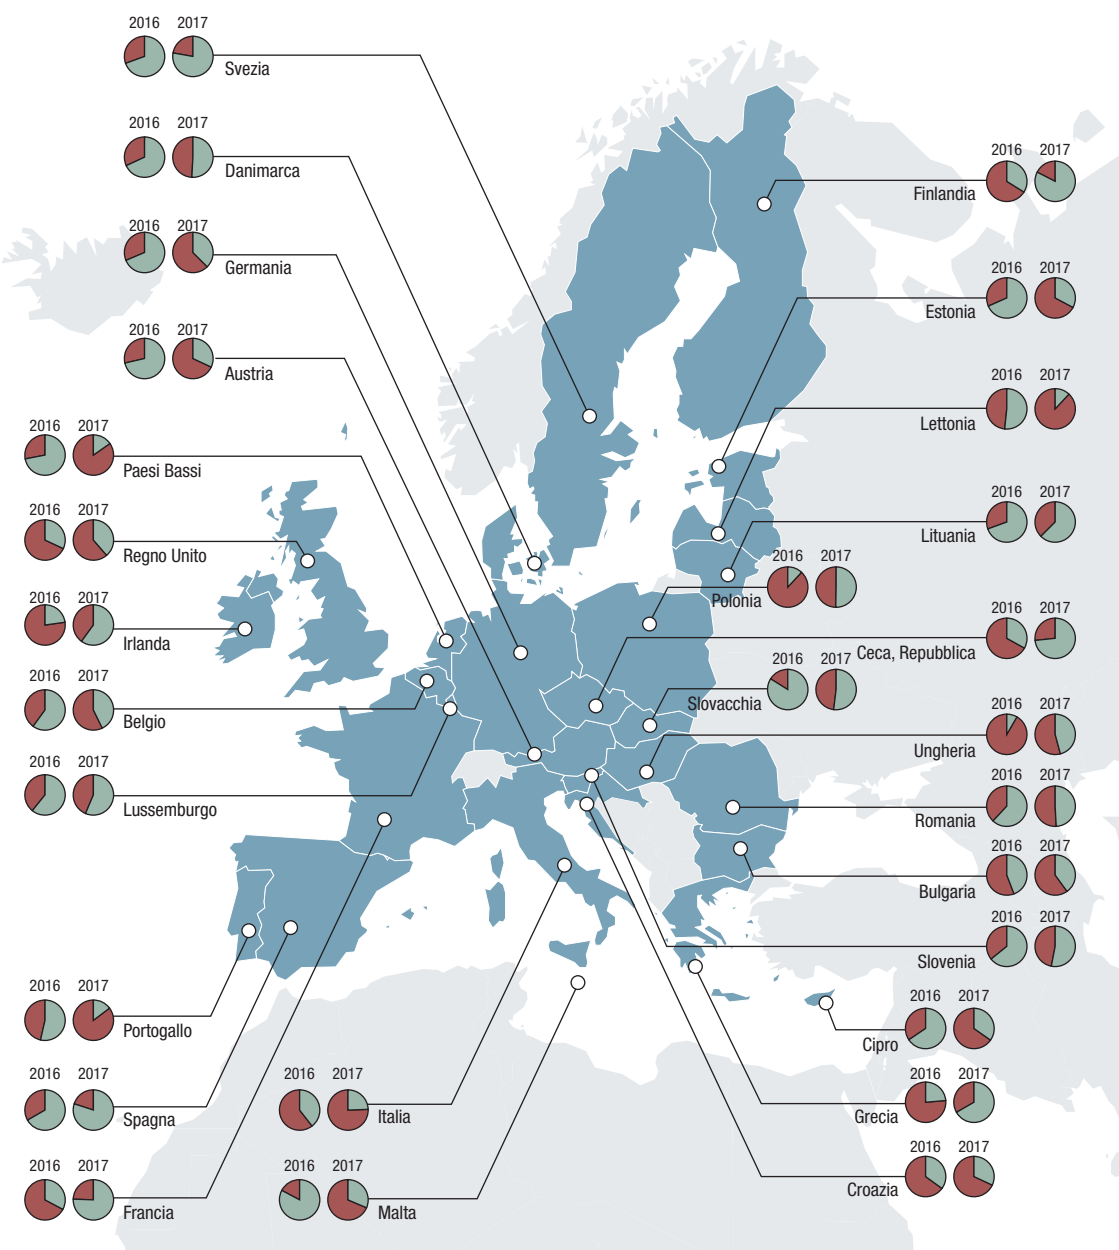 2016 2017
Svezia
2016 2017
Danimarca
2016 2017
Germania
2016 2017
Austria
2016 2017
Paesi Bassi
2016 2017
Regno Unito
2016 2017
Irlanda
2016 2017
Belgio
2016 2017
Lussemburgo
2016 2017
Portogallo
2016 2017
Spagna
2016 2017
Francia
2016 2017
Italia
2016 2017
Malta
2016 2017
Finlandia
2016 2017
Estonia
2016 2017
Lettonia
2016 2017
Lituania
2016 2017
Polonia
2016 2017
Ceca, Repubblica
2016 2017
Slovacchia
2016 2017
Ungheria
2016 2017
Romania
2016 2017
Bulgaria
2016 2017
Slovenia
2016 2017
Cipro
2016 2017
Grecia
2016 2017
Croazia